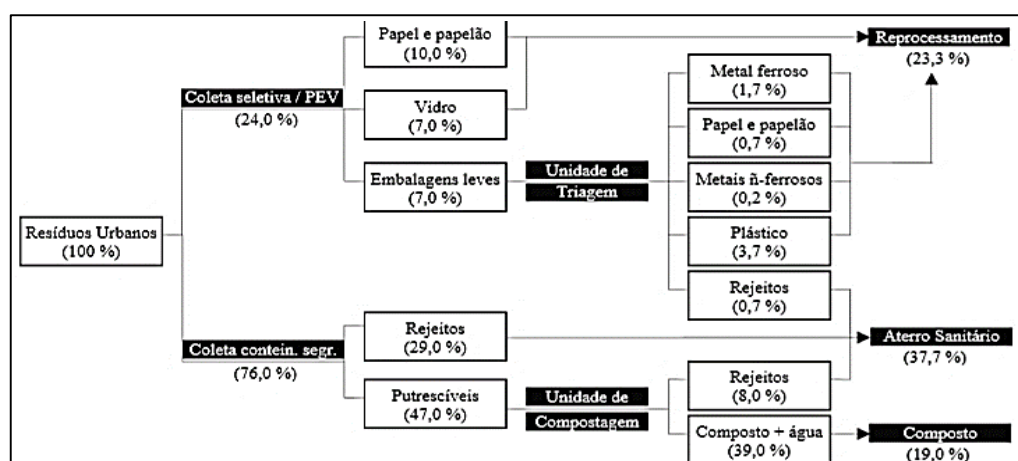 Papel e papelão
(10,0 %)
Reprocessamento
(23,3 %)
Metal ferroso
(1,7 %)
Coleta seletiva / PEV
(24,0 %)
Vidro
(7,0 %)
Papel e papelão
(0,7 %)
Embalagens leves
(7,0 %)
Unidade de
Triagem
Metais ñ-ferrosos
(0,2 %)
Resíduos Urbanos
(100 %)
Plástico
(3,7 %)
Rejeitos
(0,7 %)
Coleta contein. segr.
(76,0 %)
Rejeitos
(29,0 %)
Aterro Sanitário
(37,7 %)
Putrescíveis
(47,0 %)
Unidade de
Compostagem
Rejeitos
(8,0 %)
Composto + água
(39,0 %)
Composto
(19,0 %)